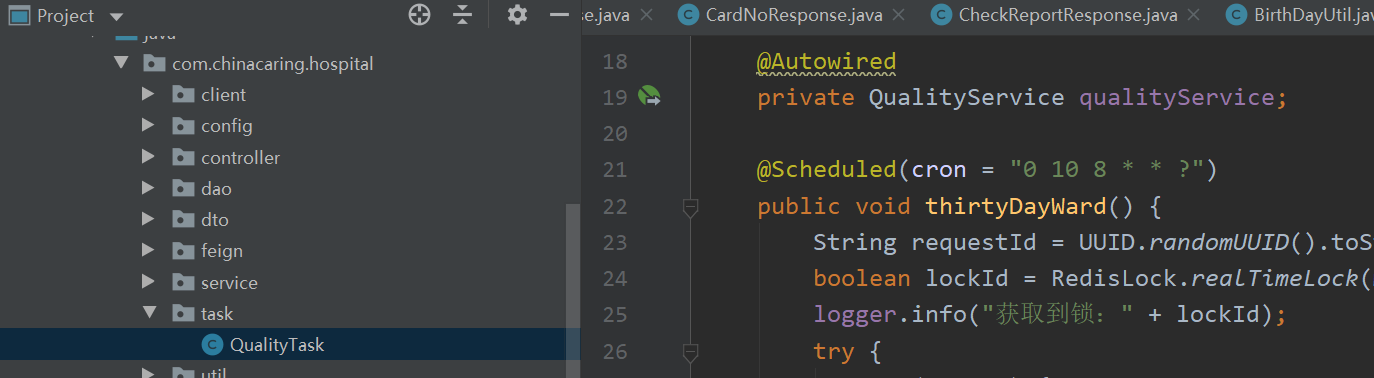 Project
se.java CardNoResponse.java CheckReportResponse.java BirthDayUtil.jav
java
com.chinacaring.hospital
client
config
controller
dao
dto
feign
service
task
QualityTask
util
18 @Autowired
19 private QualityService qualityService;
20
21 @Scheduled(cron = "0 10 8 * * ?")
22 public void thirtyDayWard() {
23 String requestId = UUID.randomUUID().toSt
24 boolean lockId = RedisLock.realTimeLock(
25 logger.info("获取到锁：" + lockId);
26 try {